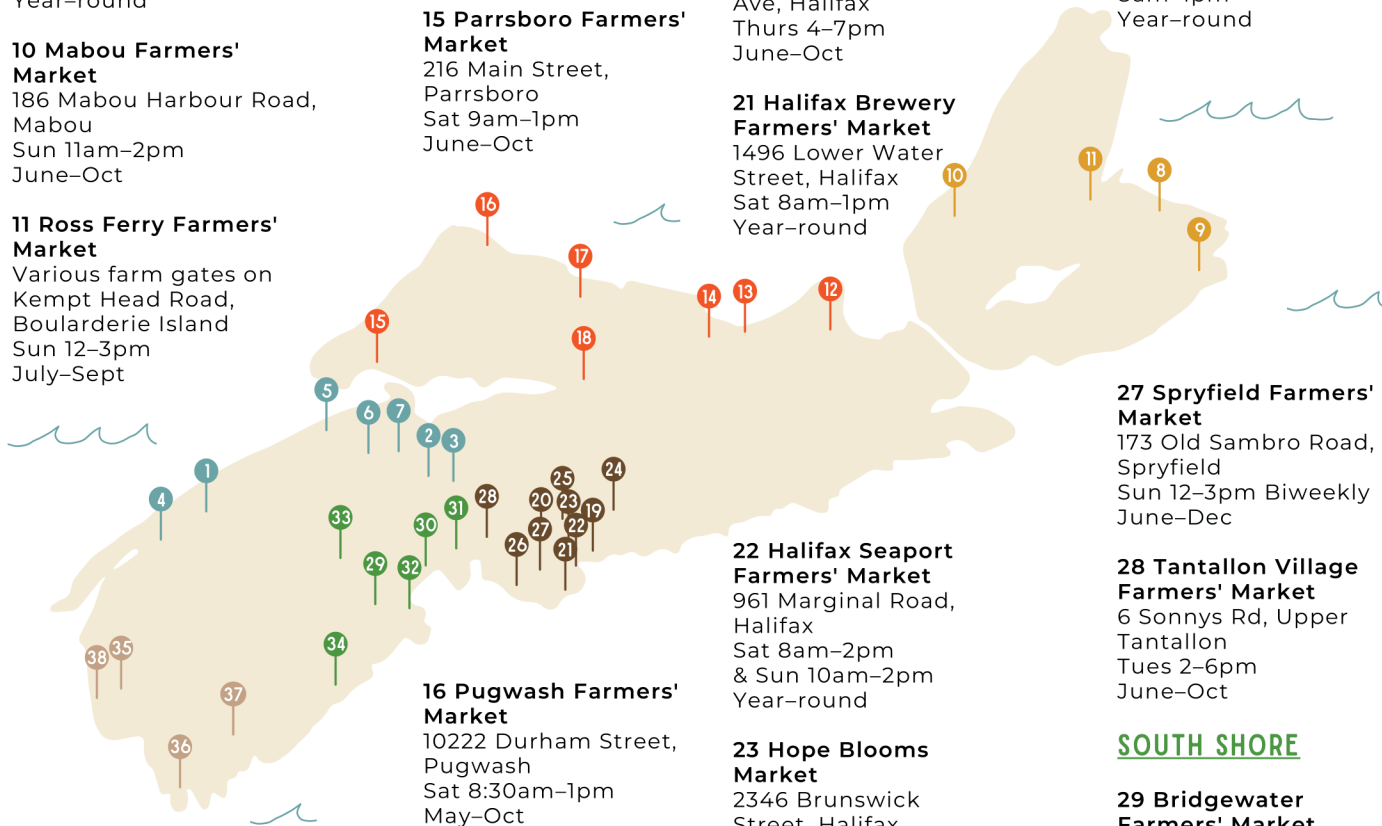 Year–round
10 Mabou Farmers'
Market
186 Mabou Harbour Road,
Mabou
Sun 11am–2pm
June–Oct
11 Ross Ferry Farmers'
Market
Various farm gates on
Kempt Head Road,
Boularderie Island
Sun 12–3pm
July–Sept
15 Parrsboro Farmers'
Market
216 Main Street,
Parrsboro
Sat 9am–1pm
June–Oct
16 Pugwash Farmers'
Market
10222 Durham Street,
Pugwash
Sat 8:30am–1pm
May–Oct
Ave, Halifax
Thurs 4–7pm
June–Oct
21 Halifax Brewery
Farmers' Market
1496 Lower Water
Street, Halifax
Sat 8am–1pm
Year–round
22 Halifax Seaport
Farmers' Market
961 Marginal Road,
Halifax
Sat 8am–2pm
& Sun 10am–2pm
Year–round
23 Hope Blooms
Market
2346 Brunswick
Street, Halifax
Year–round
27 Spryfield Farmers'
Market
173 Old Sambro Road,
Spryfield
Sun 12–3pm Biweekly
June–Dec
28 Tantallon Village
Farmers' Market
6 Sonnys Rd, Upper
Tantallon
Tues 2–6pm
June–Oct
SOUTH SHORE
29 Bridgewater
Farmers' Market
16
17
15
18
14
13
12
10
11
8
9
5
6
7
2
3
1
4
33
30
31
29
32
34
28
25
24
20
23
19
27
22
26
21
38
35
37
36